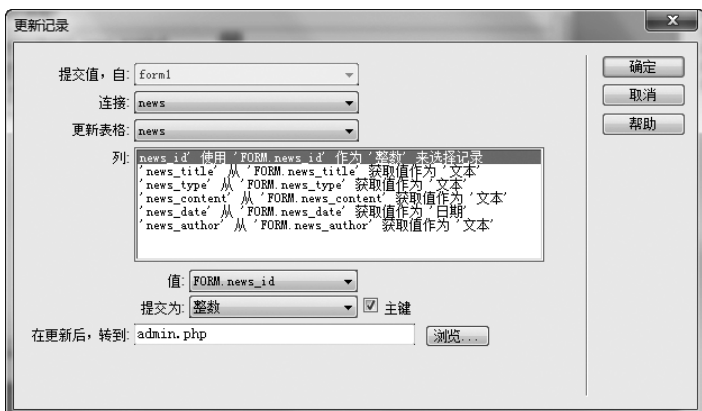 更新记录
提交值，自: form1
确定
连接: news
取消
更新表格: news
帮助
列: news_id' 使用 'FORM.news_id' 作为 '整数' 来选择记录
'news_title' 从 'FORM.news_title' 获取值作为 '文本'
'news_type' 从 'FORM.news_type' 获取值作为 '文本'
'news_content' 从 'FORM.news_content' 获取值作为 '文本'
'news_date' 从 'FORM.news_date' 获取值作为 '日期'
'news_author' 从 'FORM.news_author' 获取值作为 '文本'
值: FORM.news_id
提交为: 整数 主键
在更新后，转到: admin.php 浏览...